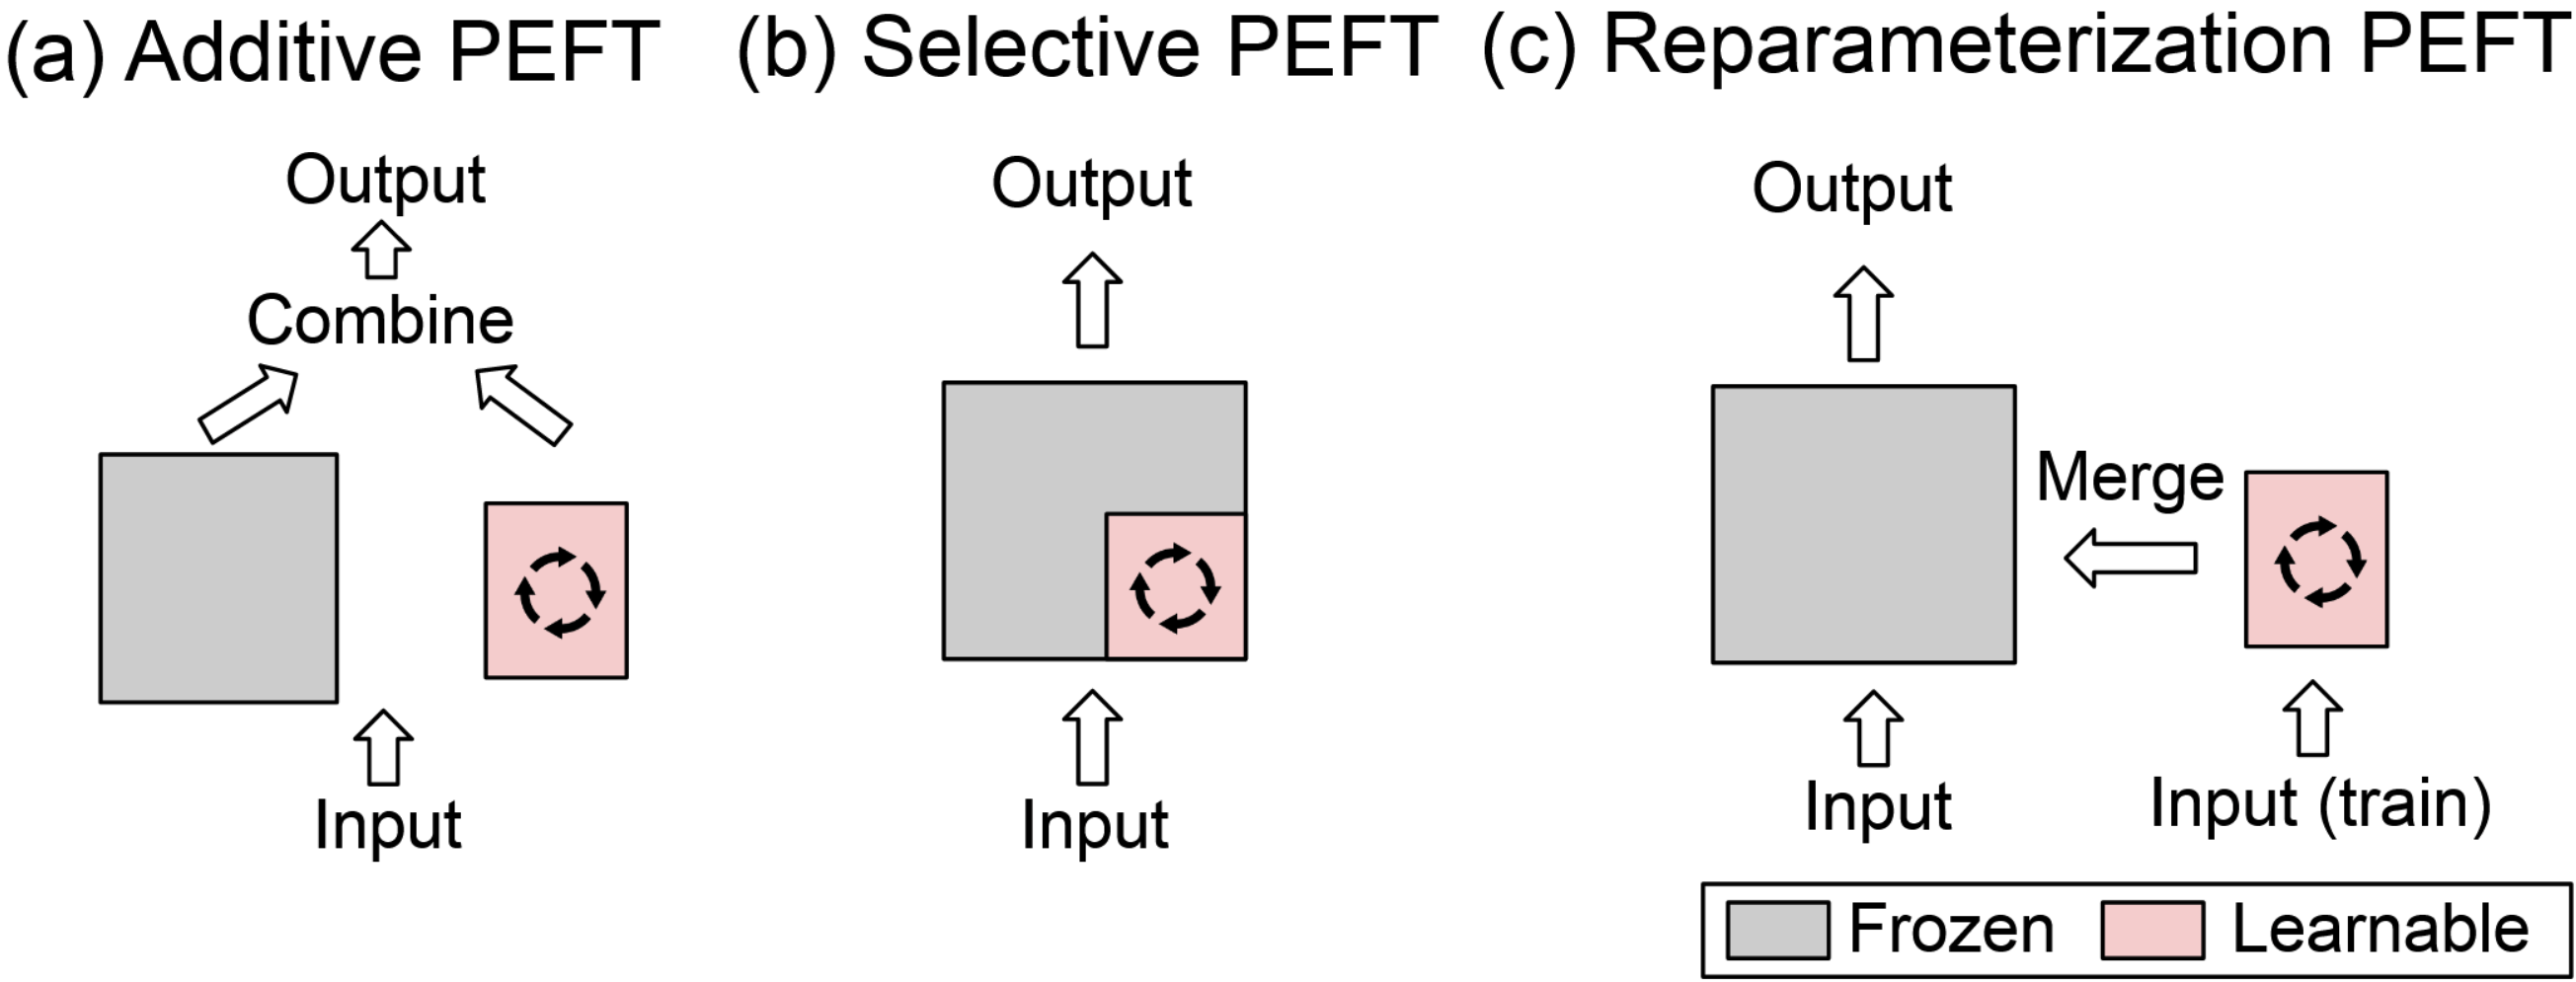 (a) Additive PEFT
Output
Combine
Input
(b) Selective PEFT
Output
Input
(c) Reparameterization PEFT
Output
Merge
Input
Input (train)
Frozen
Learnable